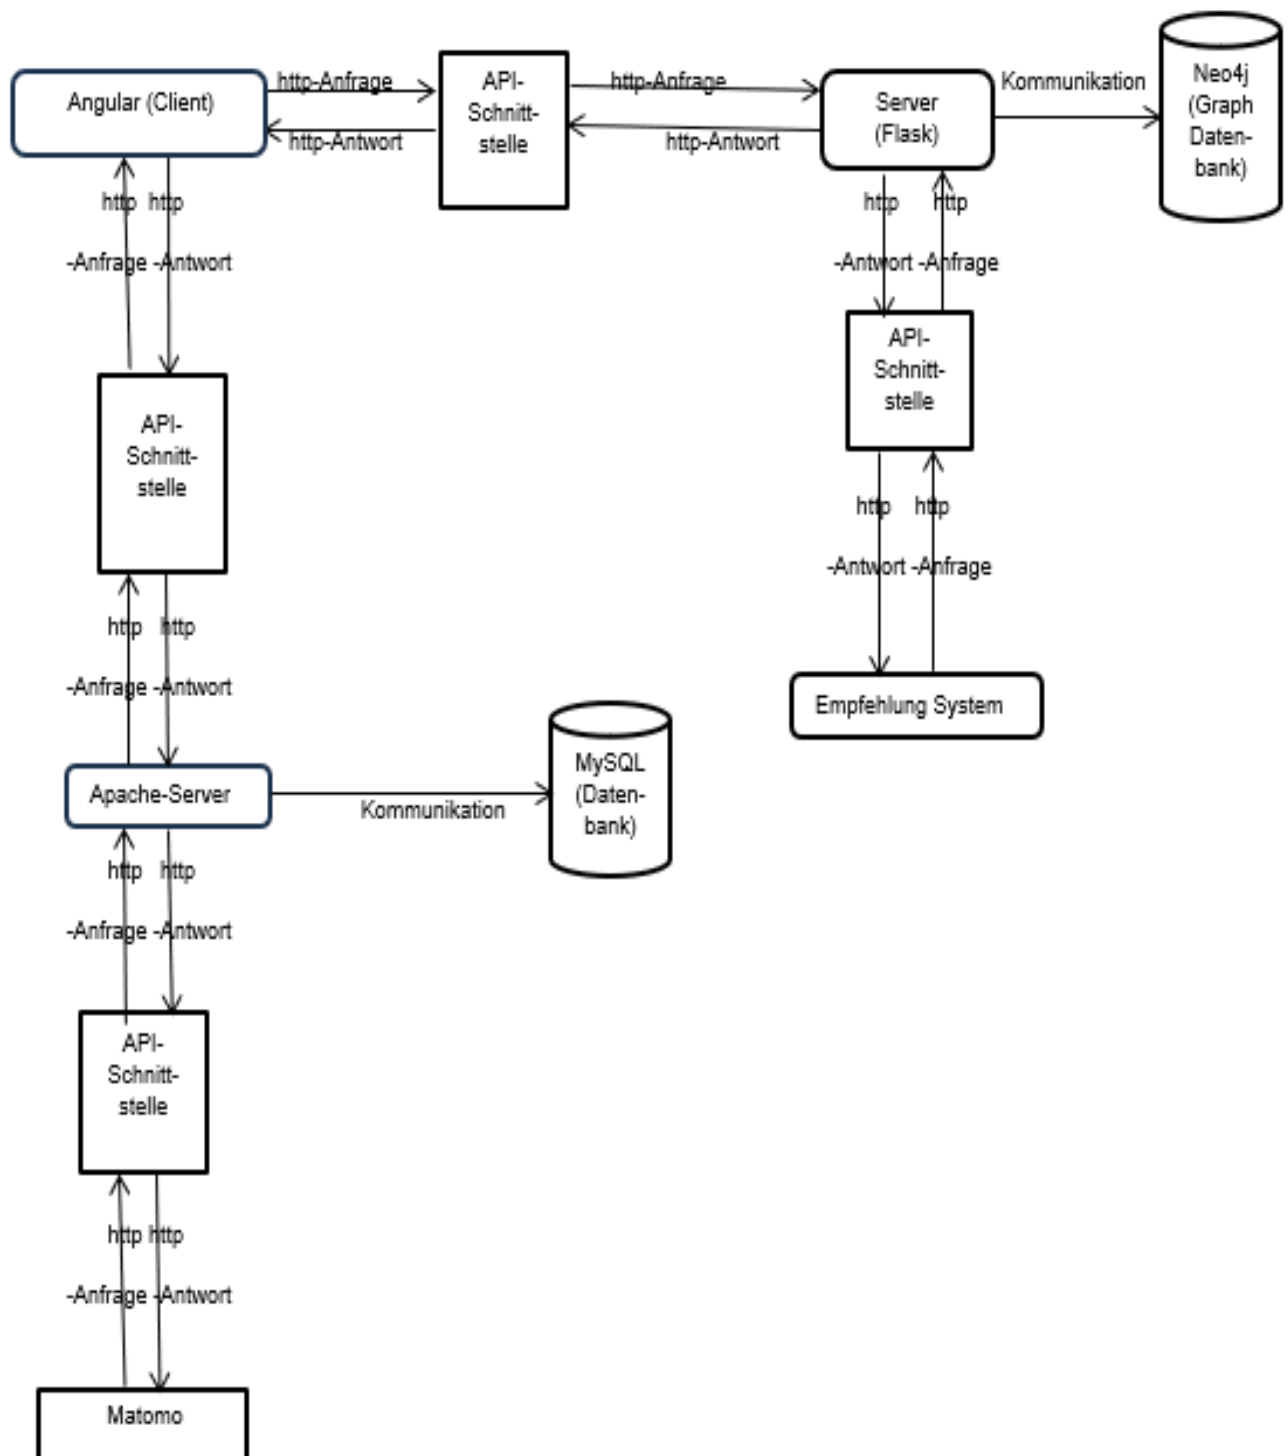 Angular (Client)
http-Anfrage
http-Antwort
API-
Schnitt-
stelle
http-Anfrage
http-Antwort
Server
(Flask)
Kommunikation
Neo4j
(Graph
Daten-
bank)
http http
-Anfrage -Antwort
http http
-Antwort -Anfrage
API-
Schnitt-
stelle
API-
Schnitt-
stelle
http http
-Antwort -Anfrage
http http
-Anfrage -Antwort
Empfehlung System
Apache-Server
Kommunikation
MySQL
(Daten-
bank)
http http
-Anfrage -Antwort
API-
Schnitt-
stelle
http http
-Anfrage -Antwort
Matomo